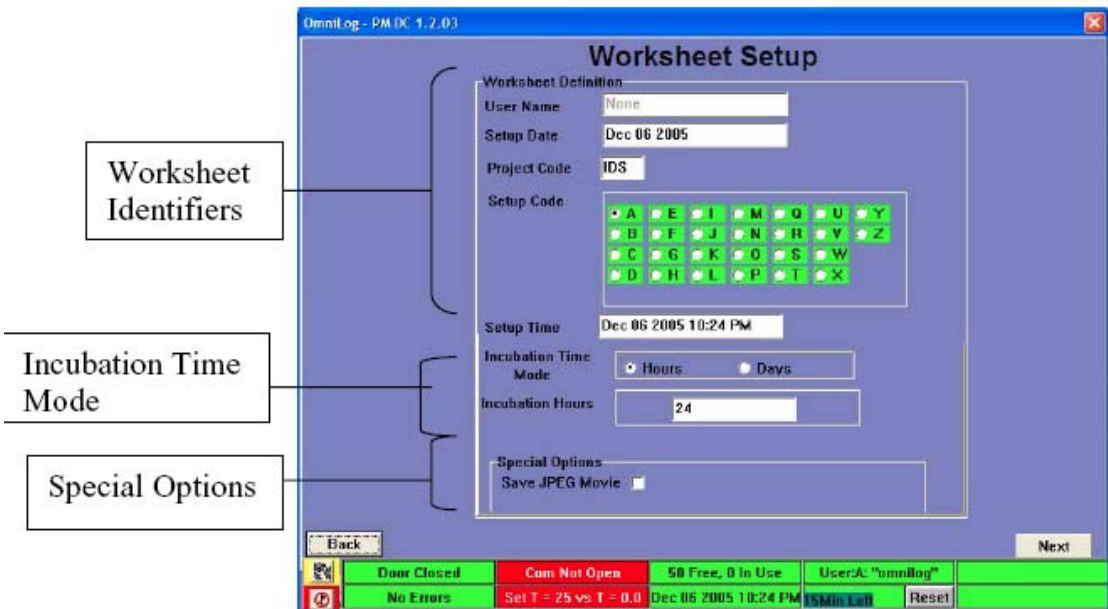 OmniLog - PM DC 1.2.03
Worksheet Setup
Worksheet Definition
User Name None
Setup Date Dec 06 2005
Project Code IDS
Setup Code
A E I M Q U Y
B F J N R V Z
C G K O S W
D H L P T X
Setup Time Dec 06 2005 10:24 PM
Incubation Time
Mode
Hours Days
Incubation Hours 24
Special Options
Save JPEG Movie
Worksheet
Identifiers
Incubation Time
Mode
Special Options
Back Next
Door Closed Com Not Open 50 Free, 0 In Use User:A: "omnilog"
No Errors Set T = 25 vs T = 0.0 Dec 06 2005 10:24 PM 15Min Left Reset